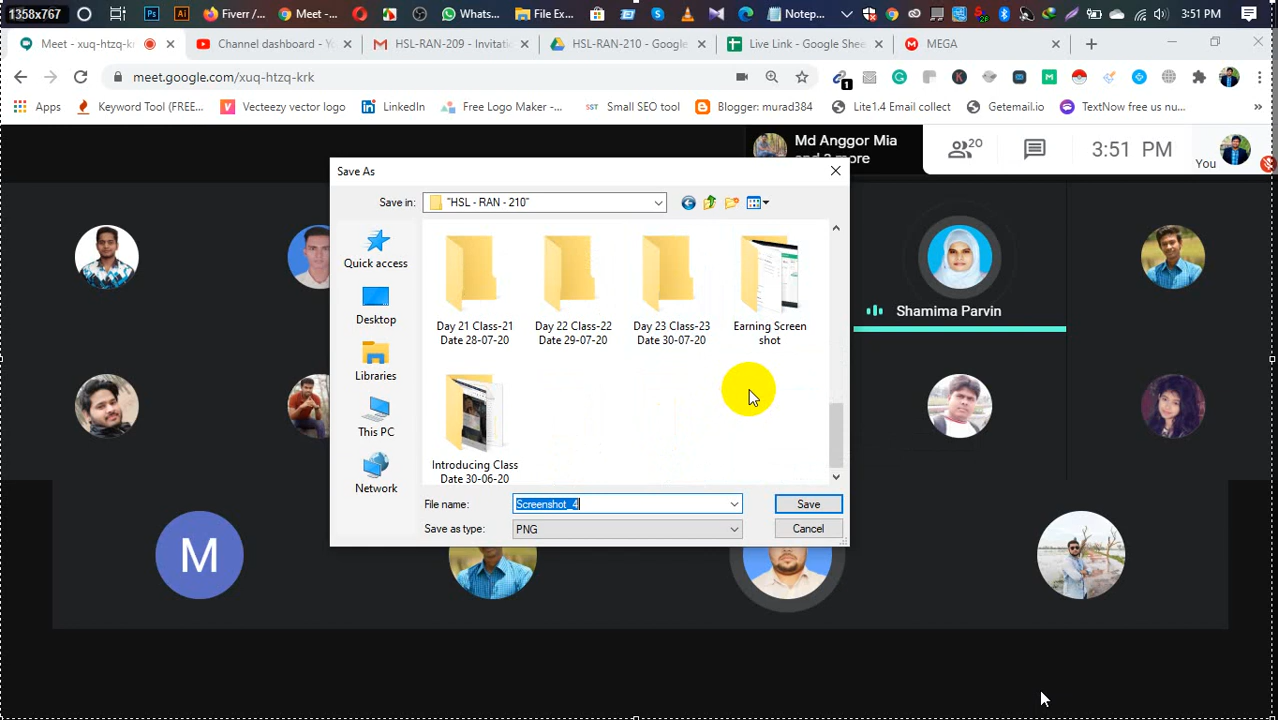 1358x767
Fiverr /...
Meet -...
Whats...
File Ex...
Notep...
3:51 PM
Meet - xuq-htzq-k
Channel dashboard - Yo
HSL-RAN-209 - Invitati
HSL-RAN-210 - Google
Live Link - Google Shee
MEGA
meet.google.com/xuq-htzq-krk
1
Apps
Keyword Tool (FREE...
Vecteezy vector logo
LinkedIn
Free Logo Maker -...
SST
Small SEO tool
Blogger: murad384
Lite1.4 Email collect
Getemail.io
TextNow free us nu...
Md Anggor Mia
and 2 more
20
3:51 PM
You
Save As
Save in:
"HSL - RAN - 210"
Quick access
Desktop
Libraries
This PC
Network
Day 21 Class-21
Date 28-07-20
Day 22 Class-22
Date 29-07-20
Day 23 Class-23
Date 30-07-20
Earning Screen
shot
Introducing Class
Date 30-06-20
Shamima Parvin
File name:
Screenshot_4
Save
Save as type:
PNG
Cancel
M